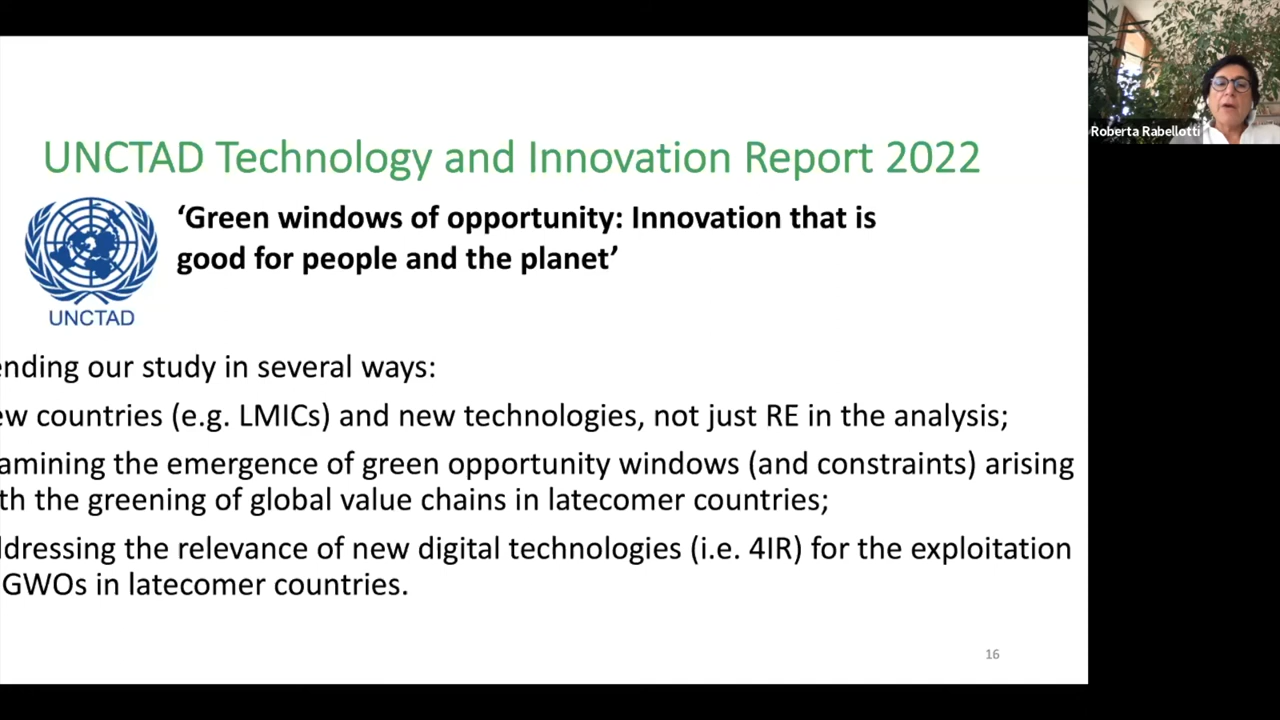 UNCTAD Technology and Innovation Report 2022
‘Green windows of opportunity: Innovation that is
good for people and the planet’
UNCTAD
ending our study in several ways:
ew countries (e.g. LMICs) and new technologies, not just RE in the analysis;
amining the emergence of green opportunity windows (and constraints) arising
th the greening of global value chains in latecomer countries;
ddressing the relevance of new digital technologies (i.e. 4IR) for the exploitation
GWOs in latecomer countries.
16
Roberta Rabellotti